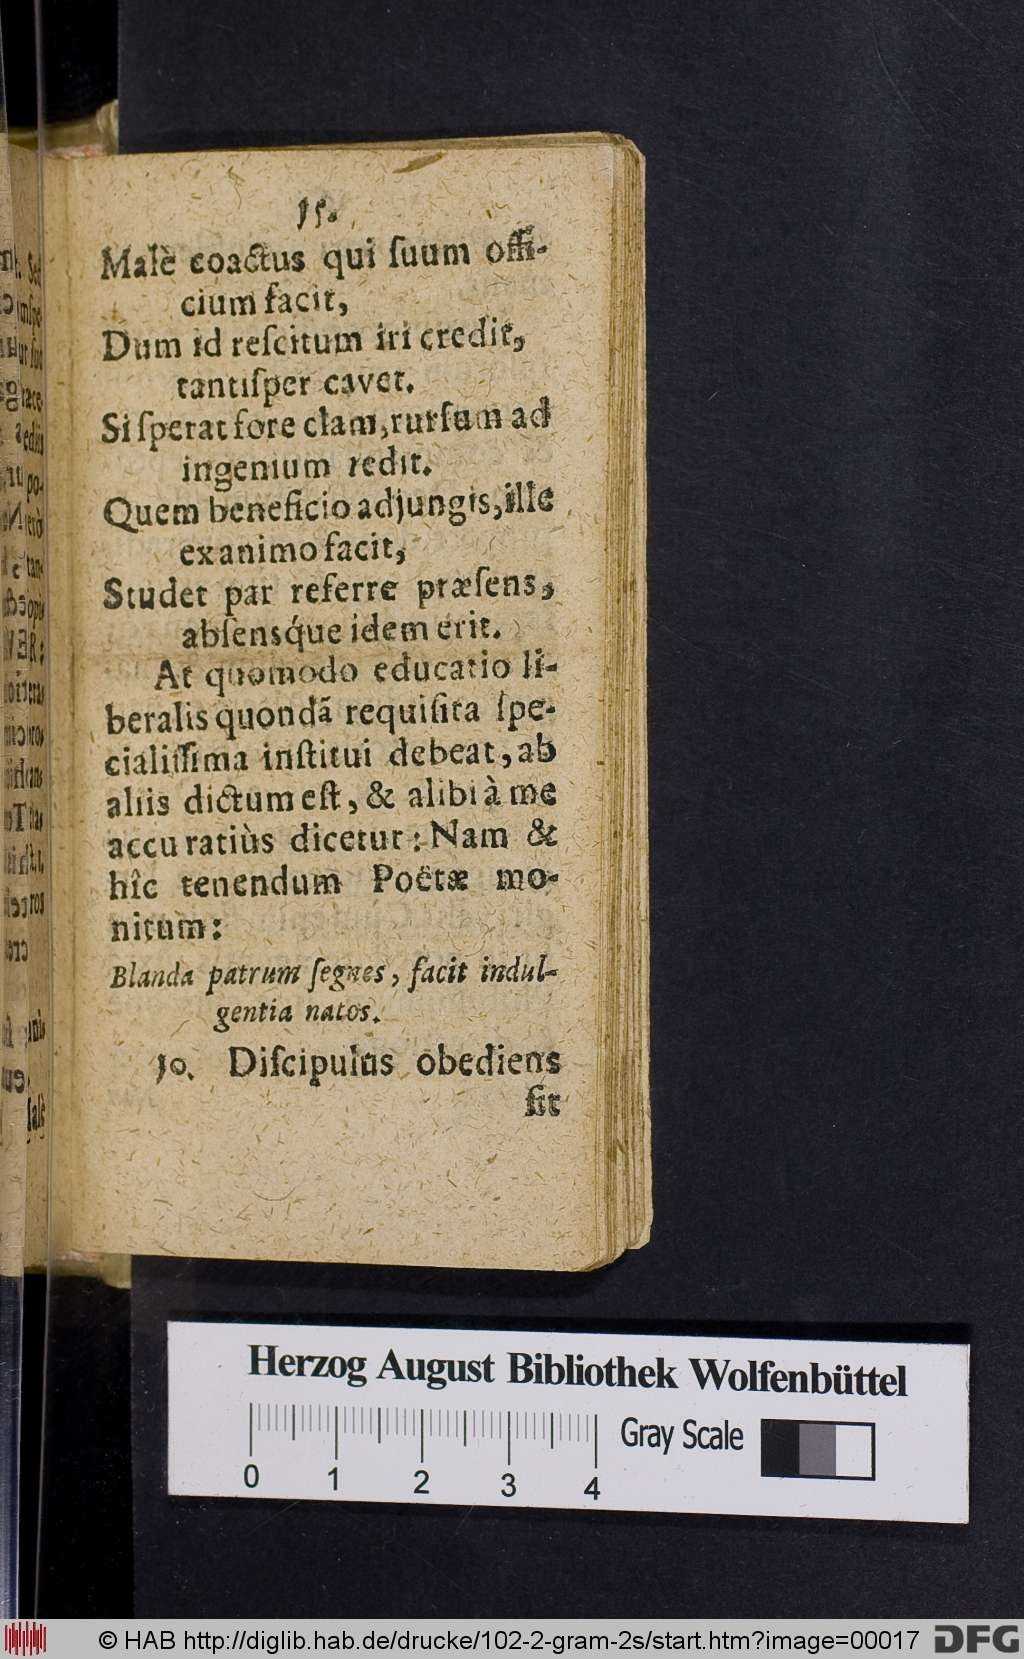 15.
Malè coactus qui ſuum offi-
cium facit,
Dum id reſcitum iri credit,
tantiſper cavet.
Si ſperat fore clam, rurſum ad
ingenium redit.
Quem beneficio adjungis, ille
ex animo facit,
Studet par referre præſens,
abſensq́ue idem erit.
At quomodo educatio li-
beralis quondã requiſita ſpe-
cialiſſima inſtitui debeat, ab
aliis dictum eſt, & alibi à me
accuratiùs dicetur: Nam &
hîc tenendum Poëtæ mo-
nitum:
Blanda patrum ſegnes, facit indul-
gentia natos.
10. Diſcipulus obediens
ſit
Herzog August Bibliothek Wolfenbüttel
0 1 2 3 4
Gray Scale
© HAB http://diglib.hab.de/drucke/102-2-gram-2s/start.htm?image=00017
DFG